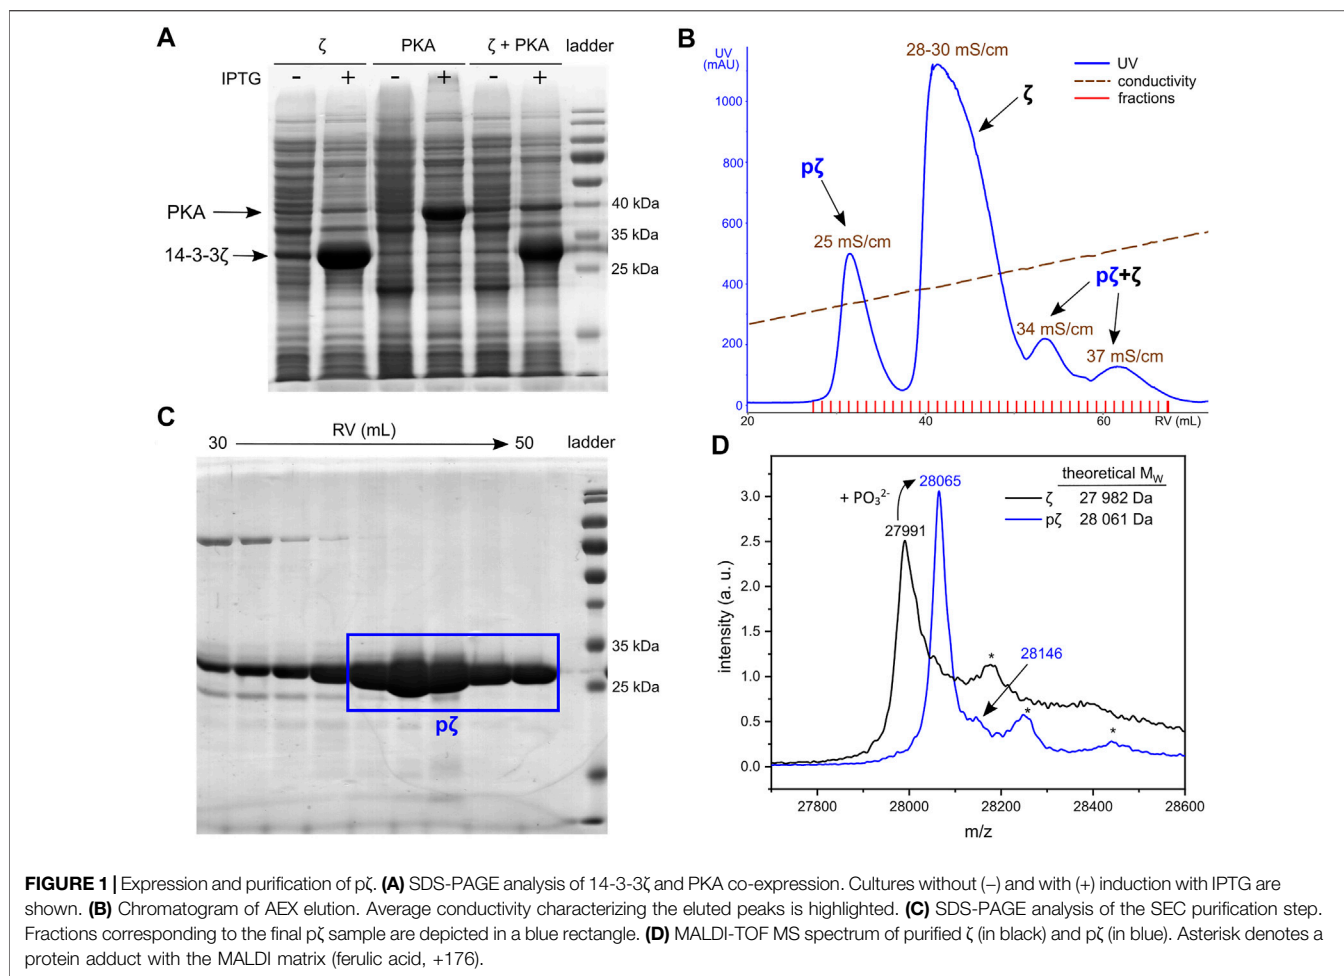 A
ζ PKA ζ + PKA ladder
IPTG - + - + - +
PKA
14-3-3ζ
40 kDa
35 kDa
25 kDa
B
UV
(mAU)
1000
800
600
400
200
0
20 40 60 RV (mL)
28-30 mS/cm
25 mS/cm
34 mS/cm
37 mS/cm
pζ
ζ
pζ+ζ
UV
conductivity
fractions
C
RV (mL)
30 50 ladder
35 kDa
25 kDa
pζ
D
theoretical MW
ζ 27 982 Da
pζ 28 061 Da
+ PO₃²⁻
28065
27991
28146
* * *
intensity (a. u.)
3.0
2.5
2.0
1.5
1.0
0.5
0.0
27800 28000 28200 28400 28600
m/z
FIGURE 1 | Expression and purification of pζ. (A) SDS-PAGE analysis of 14-3-3ζ and PKA co-expression. Cultures without (−) and with (+) induction with IPTG are
shown. (B) Chromatogram of AEX elution. Average conductivity characterizing the eluted peaks is highlighted. (C) SDS-PAGE analysis of the SEC purification step.
Fractions corresponding to the final pζ sample are depicted in a blue rectangle. (D) MALDI-TOF MS spectrum of purified ζ (in black) and pζ (in blue). Asterisk denotes a
protein adduct with the MALDI matrix (ferulic acid, +176).